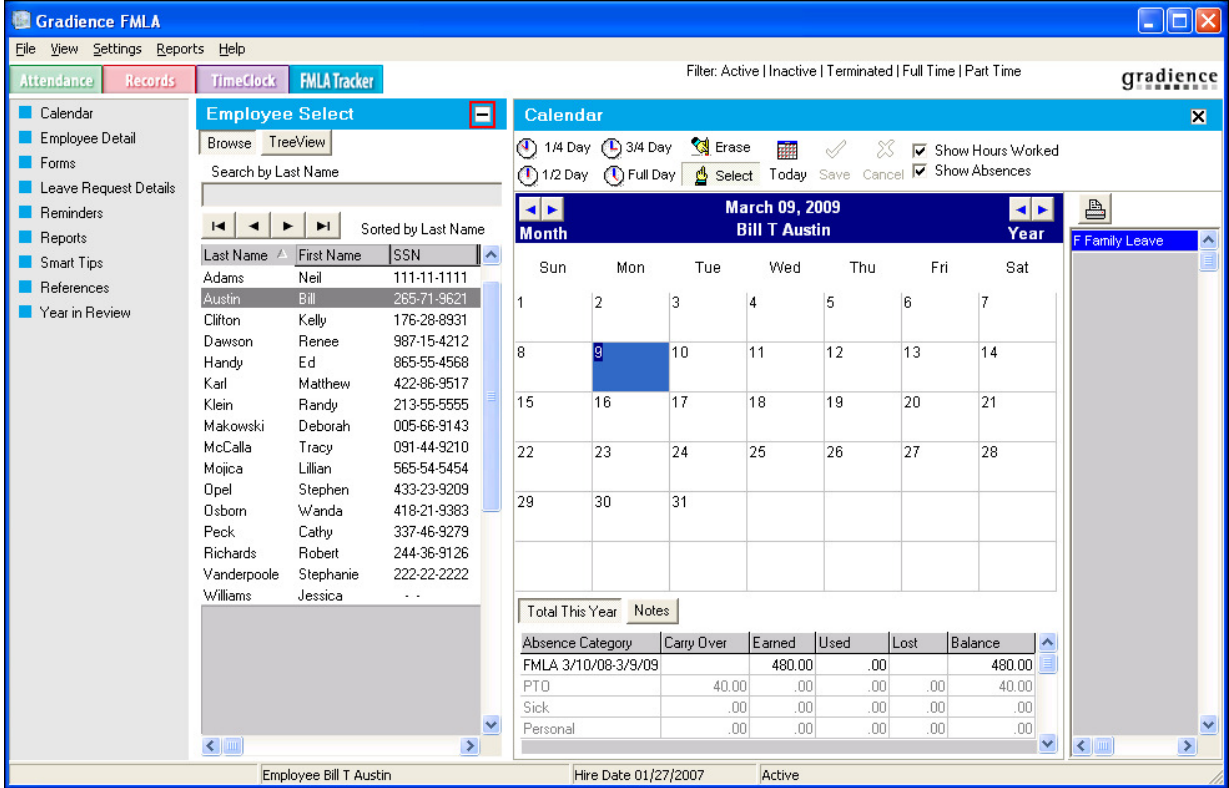 Gradience FMLA
File View Settings Reports Help
Attendance Records TimeClock FMLA Tracker
Filter: Active | Inactive | Terminated | Full Time | Part Time
gradience
Calendar
Employee Detail
Forms
Leave Request Details
Reminders
Reports
Smart Tips
References
Year in Review
Employee Select
Browse TreeView
Search by Last Name
Sorted by Last Name
Last Name First Name SSN
Adams Neil 111-11-1111
Austin Bill 265-71-9621
Clifton Kelly 176-28-8931
Dawson Renee 987-15-4212
Handy Ed 865-55-4568
Karl Matthew 422-86-9517
Klein Randy 213-55-5555
Makowski Deborah 005-66-9143
McCalla Tracy 091-44-9210
Mojica Lillian 565-54-5454
Opel Stephen 433-23-9209
Osborn Wanda 418-21-9383
Peck Cathy 337-46-9279
Richards Robert 244-36-9126
Vanderpoole Stephanie 222-22-2222
Williams Jessica - -
Calendar
1/4 Day 3/4 Day Erase Show Hours Worked
1/2 Day Full Day Select Today Save Cancel Show Absences
March 09, 2009
Month Bill T Austin Year
Sun Mon Tue Wed Thu Fri Sat
1 2 3 4 5 6 7
8 9 10 11 12 13 14
15 16 17 18 19 20 21
22 23 24 25 26 27 28
29 30 31
F Family Leave
Total This Year Notes
Absence Category Carry Over Earned Used Lost Balance
FMLA 3/10/08-3/9/09 480.00 .00 480.00
PTO 40.00 .00 .00 .00 40.00
Sick .00 .00 .00 .00 .00
Personal .00 .00 .00 .00 .00
Employee Bill T Austin Hire Date 01/27/2007 Active